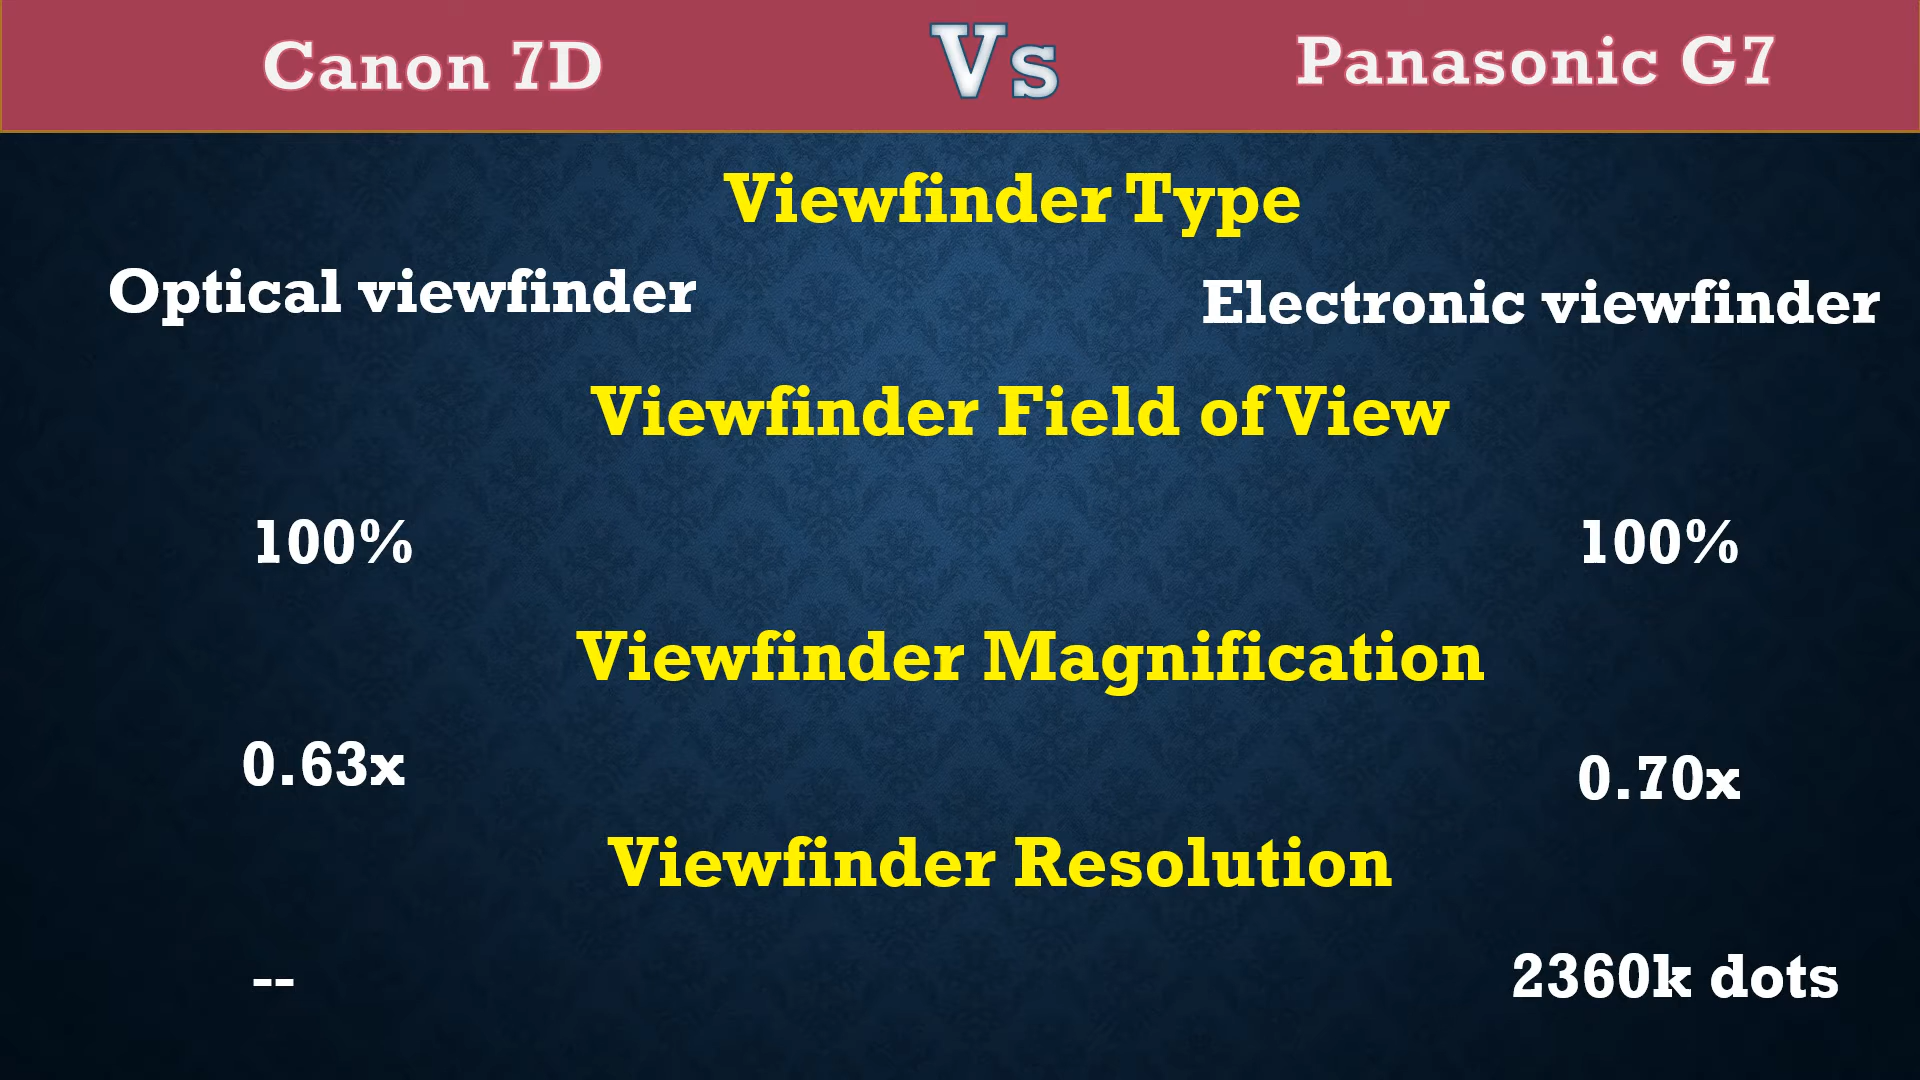 Canon 7D Vs Panasonic G7
Viewfinder Type
Optical viewfinder Electronic viewfinder
Viewfinder Field of View
100% 100%
Viewfinder Magnification
0.63x 0.70x
Viewfinder Resolution
-- 2360k dots